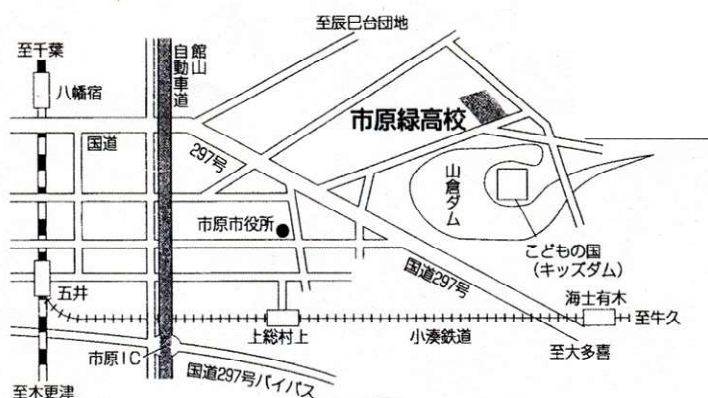 至辰巳台団地
至千葉
館山
自動車道
八幡宿
市原緑高校
国道
297号
山倉ダム
市原市役所
こどもの国
(キッズダム)
国道297号
五井
海士有木
至牛久
上総村上
小湊鉄道
至大多喜
市原IC
国道297号バイパス
至木更津